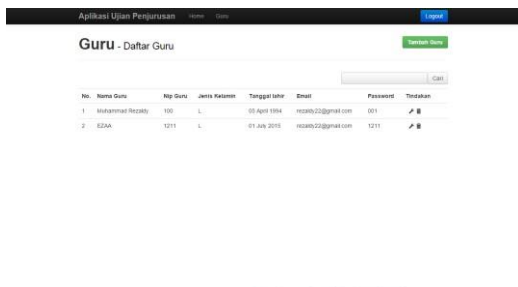 Aplikasi Ujian Penjurusan Home Guru Logout
Guru - Daftar Guru Tambah Guru
Cari
No. Nama Guru Nip Guru Jenis Kelamin Tanggal lahir Email Password Tindakan
1 Muhammad Rezaldy 100 L 05 April 1994 rezaldy22@gmail.com 001
2 EZAA 1211 L 01 July 2015 rezaldy22@gmail.com 1211